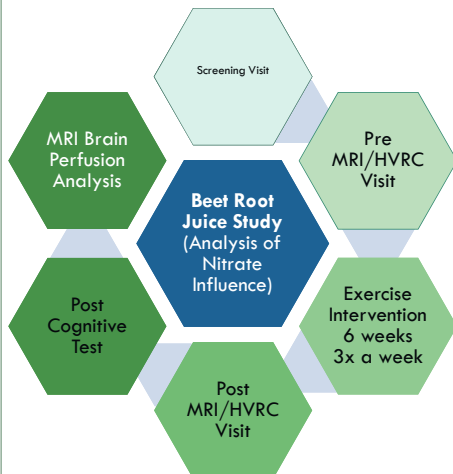 Screening Visit
Pre
MRI/HVRC
Visit
Exercise
Intervention
6 weeks
3x a week
Post
MRI/HVRC
Visit
Post
Cognitive
Test
MRI Brain
Perfusion
Analysis
Beet Root
Juice Study
(Analysis of
Nitrate
Influence)